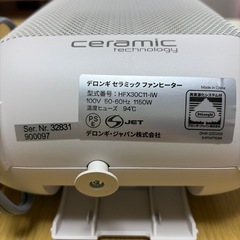 ceramic
technology
デロンギ セラミック ファンヒーター
型式番号: HFX30C11-IW
100V 50-60Hz 1150W
温度ヒューズ 94℃
Made in China
PS
E
JET
デロンギ・ジャパン株式会社
DeLonghi
Ser. Nr. 32831
900097